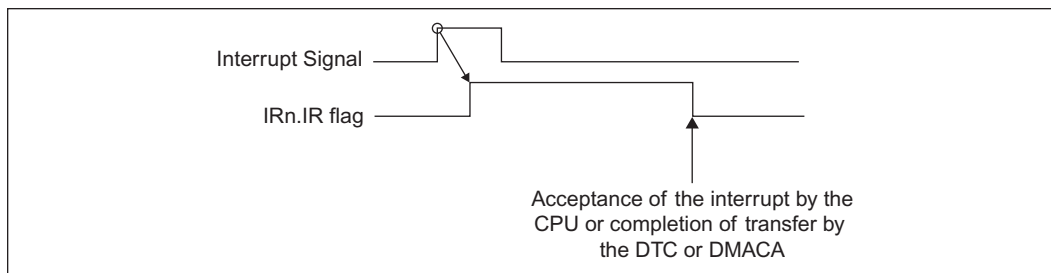 Interrupt Signal
IRn.IR flag
Acceptance of the interrupt by the
CPU or completion of transfer by
the DTC or DMACA